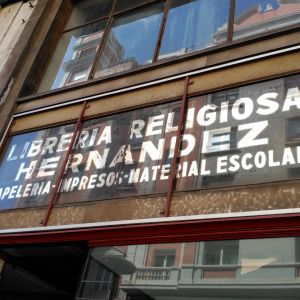 LIBRERIA RELIGIOSA
HERNANDEZ
PAPELERIA-IMPRESOS-MATERIAL ESCOLAR